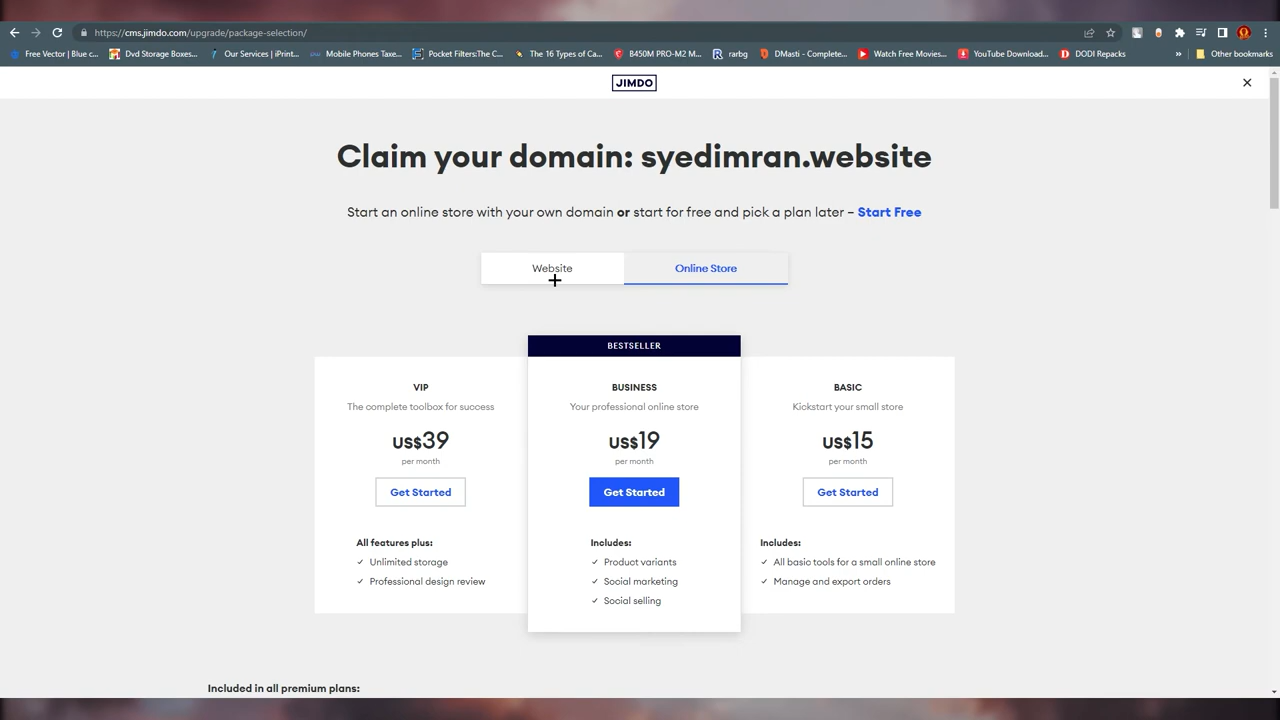 https://cms.jimdo.com/upgrade/package-selection/
Free Vector | Blue c...
Dvd Storage Boxes...
Our Services | iPrint...
Mobile Phones Taxe...
Pocket Filters:The C...
The 16 Types of Ca...
B450M PRO-M2 M...
rarbg
DMasti - Complete...
Watch Free Movies...
YouTube Download...
DODI Repacks
»
Other bookmarks
JIMDO
Claim your domain: syedimran.website
Start an online store with your own domain or start for free and pick a plan later – Start Free
Website
Online Store
BESTSELLER
VIP
The complete toolbox for success
US$39
per month
Get Started
All features plus:
Unlimited storage
Professional design review
BUSINESS
Your professional online store
US$19
per month
Get Started
Includes:
Product variants
Social marketing
Social selling
BASIC
Kickstart your small store
US$15
per month
Get Started
Includes:
All basic tools for a small online store
Manage and export orders
Included in all premium plans: